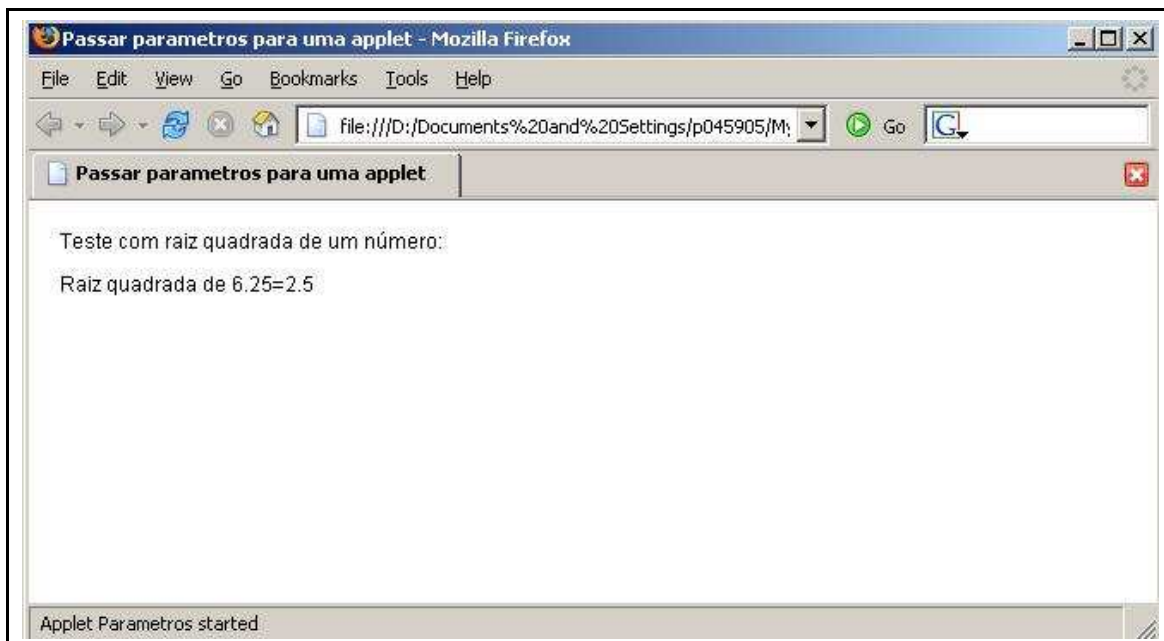 Passar parametros para uma applet - Mozilla Firefox
File Edit View Go Bookmarks Tools Help
file:///D:/Documents%20and%20Settings/p045905/My Go G
Passar parametros para uma applet
Teste com raiz quadrada de um número:
Raiz quadrada de 6.25=2.5
Applet Parametros started